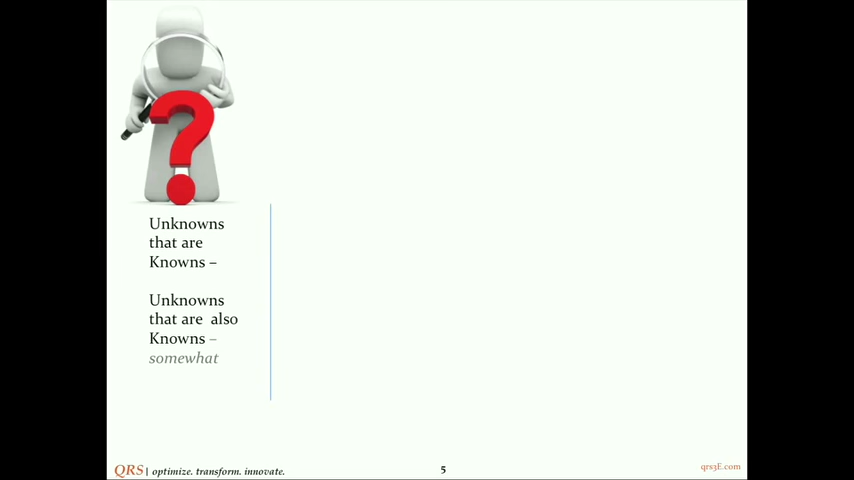 ?
Unknowns
that are
Knowns –
Unknowns
that are also
Knowns –
somewhat
QRS | optimize. transform. innovate.
5
qrs3E.com